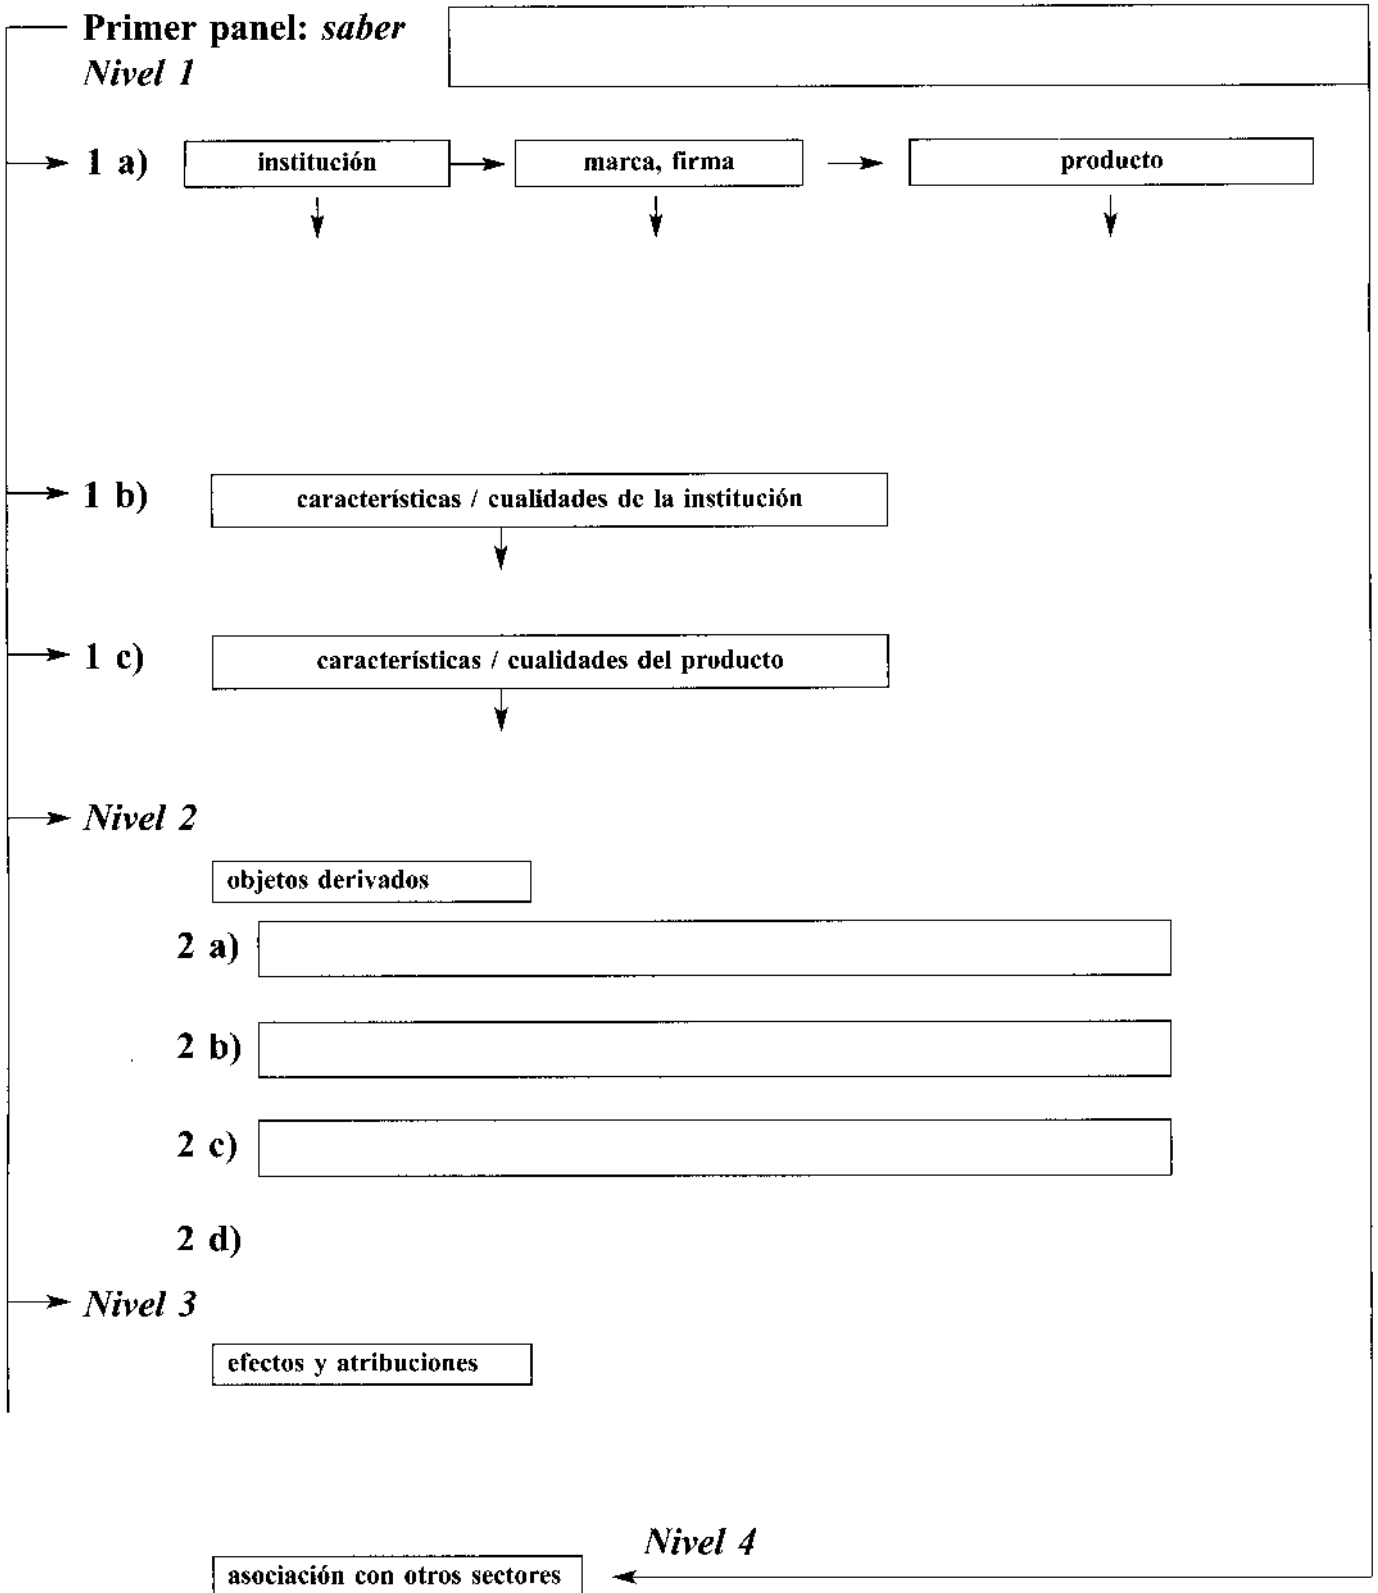 Primer panel: saber
Nivel 1
1 a) institución marca, firma producto
1 b) características / cualidades de la institución
1 c) características / cualidades del producto
Nivel 2
objetos derivados
2 a)
2 b)
2 c)
2 d)
Nivel 3
efectos y atribuciones
Nivel 4
asociación con otros sectores